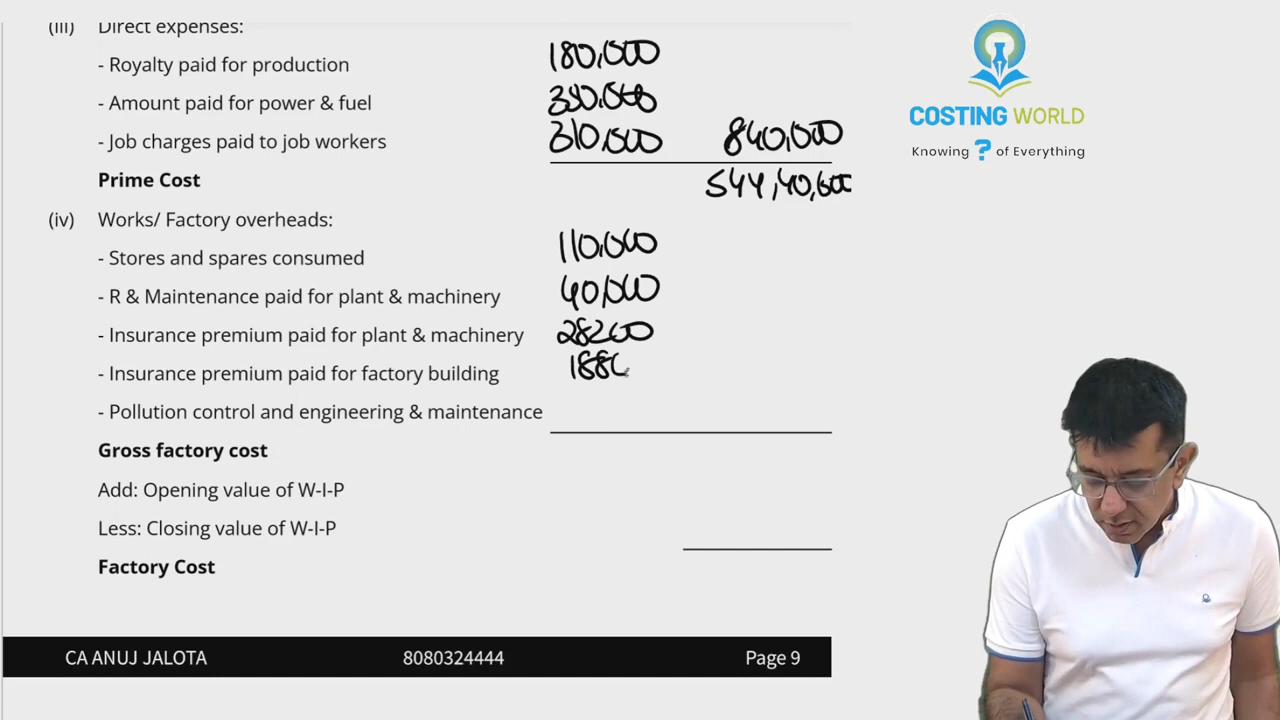 (iii) Direct expenses:
- Royalty paid for production 180,000
- Amount paid for power & fuel 350,000
- Job charges paid to job workers 310,000 840,000
Prime Cost 544,40,600
(iv) Works/ Factory overheads:
- Stores and spares consumed 110,000
- R & Maintenance paid for plant & machinery 40,000
- Insurance premium paid for plant & machinery 28200
- Insurance premium paid for factory building 1880
- Pollution control and engineering & maintenance
Gross factory cost
Add: Opening value of W-I-P
Less: Closing value of W-I-P
Factory Cost
CA ANUJ JALOTA 8080324444 Page 9
COSTING WORLD
Knowing ? of Everything